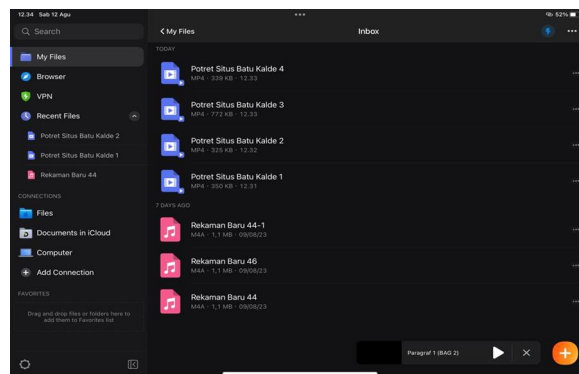 12.34 Sab 12 Agu
52%
Search
My Files
Browser
VPN
Recent Files
Potret Situs Batu Kalde 2
Potret Situs Batu Kalde 1
Rekaman Baru 44
CONNECTIONS
Files
Documents in iCloud
Computer
Add Connection
FAVORITES
Drag and drop files or folders here to
add them to Favorites list
My Files
Inbox
TODAY
Potret Situs Batu Kalde 4
MP4 · 339 KB · 12.33
Potret Situs Batu Kalde 3
MP4 · 772 KB · 12.33
Potret Situs Batu Kalde 2
MP4 · 325 KB · 12.32
Potret Situs Batu Kalde 1
MP4 · 350 KB · 12.31
7 DAYS AGO
Rekaman Baru 44-1
M4A · 1,1 MB · 09/08/23
Rekaman Baru 46
M4A · 1,1 MB · 09/08/23
Rekaman Baru 44
M4A · 1,1 MB · 09/08/23
Paragraf 1 (BAG 2)